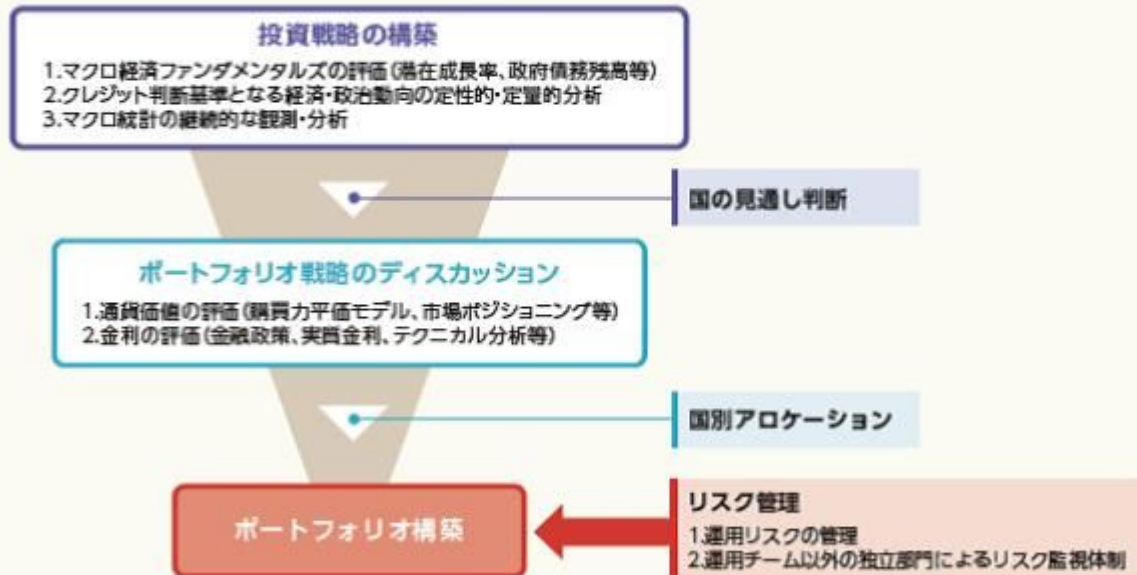 投資戦略の構築
1.マクロ経済ファンダメンタルズの評価(潜在成長率、政府債務残高等)
2.クレジット判断基準となる経済・政治動向の定性的・定量的分析
3.マクロ統計の継続的な観測・分析
国の見通し判断
ポートフォリオ戦略のディスカッション
1.通貨価値の評価(購買力平価モデル、市場ポジショニング等)
2.金利の評価(金融政策、実質金利、テクニカル分析等)
国別アロケーション
ポートフォリオ構築
リスク管理
1.運用リスクの管理
2.運用チーム以外の独立部門によるリスク監視体制